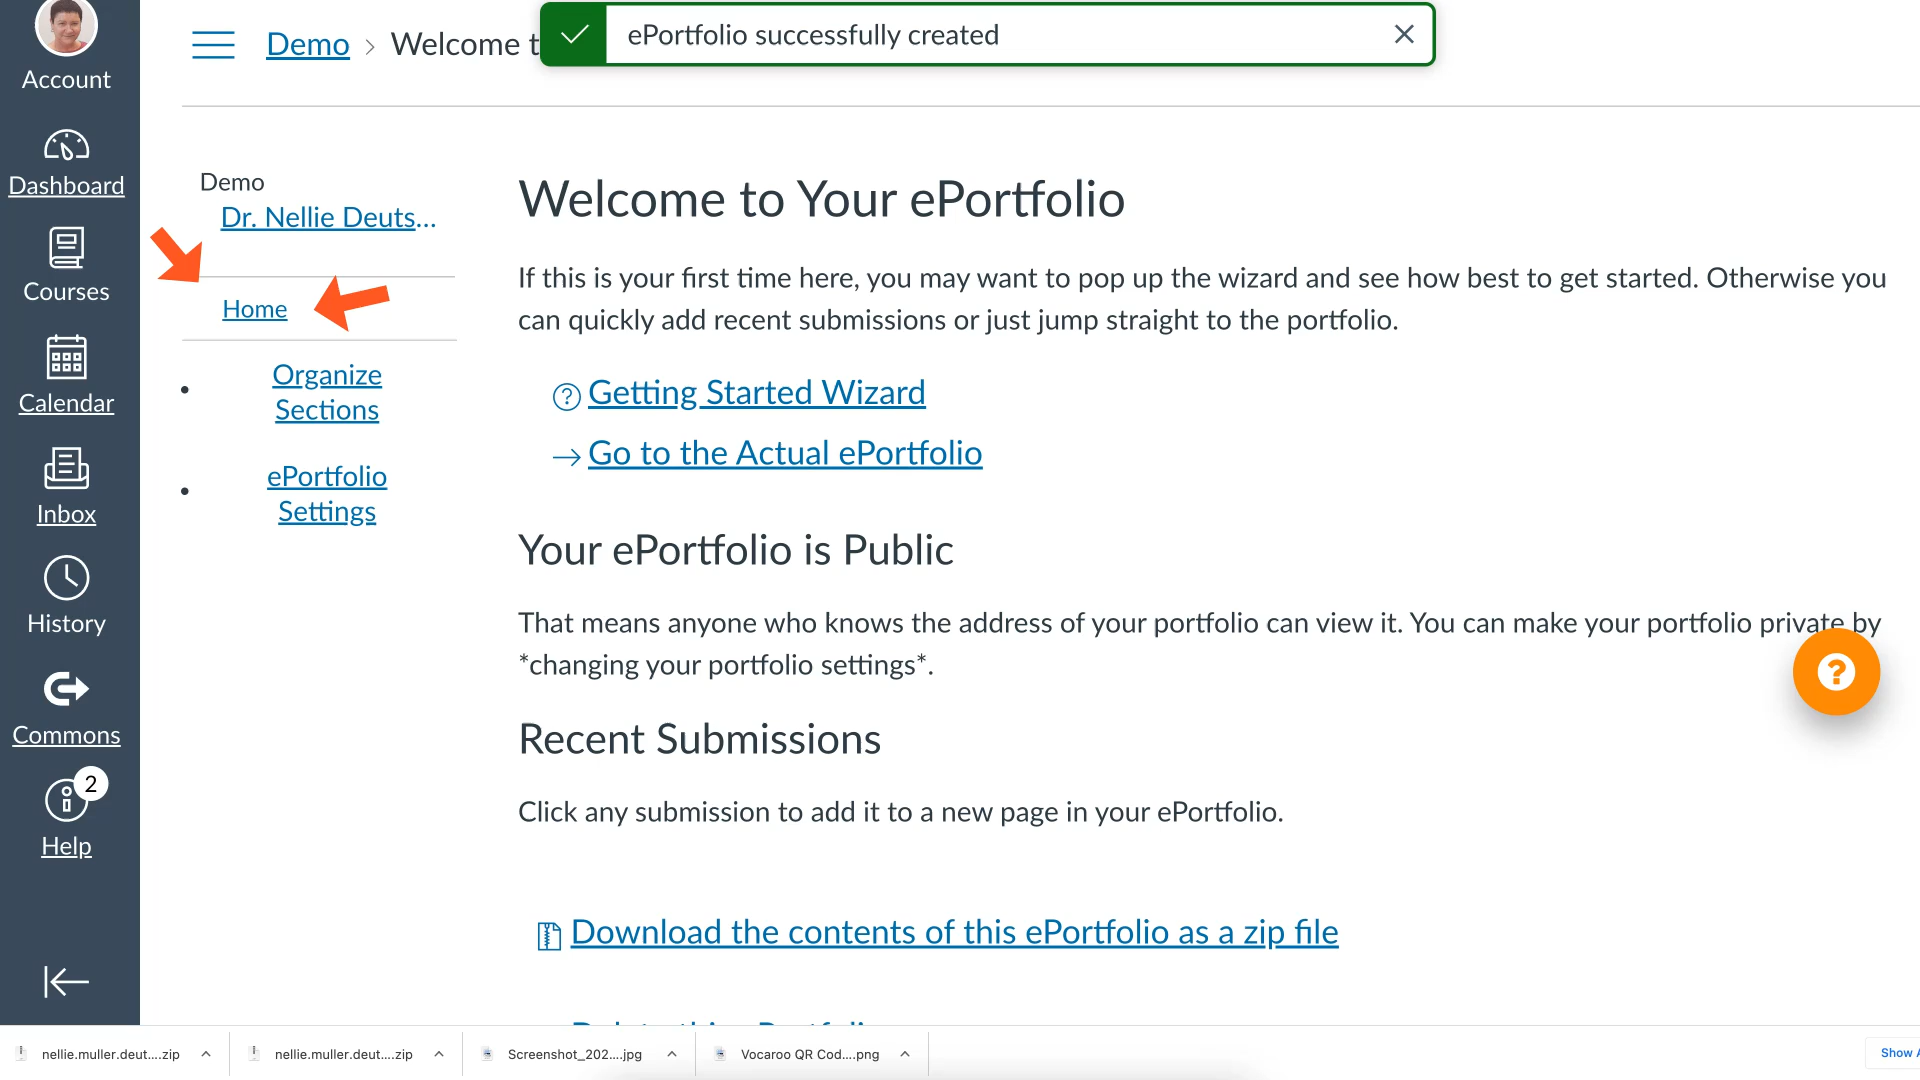 Account
Dashboard
Courses
Calendar
Inbox
History
Commons
2
Help
Demo
Welcome t
ePortfolio successfully created
Demo
Dr. Nellie Deuts...
Home
Organize
Sections
ePortfolio
Settings
Welcome to Your ePortfolio
If this is your first time here, you may want to pop up the wizard and see how best to get started. Otherwise you
can quickly add recent submissions or just jump straight to the portfolio.
Getting Started Wizard
Go to the Actual ePortfolio
Your ePortfolio is Public
That means anyone who knows the address of your portfolio can view it. You can make your portfolio private by
*changing your portfolio settings*.
Recent Submissions
Click any submission to add it to a new page in your ePortfolio.
Download the contents of this ePortfolio as a zip file
nellie.muller.deut....zip
nellie.muller.deut....zip
Screenshot_202....jpg
Vocaroo QR Cod....png
Show